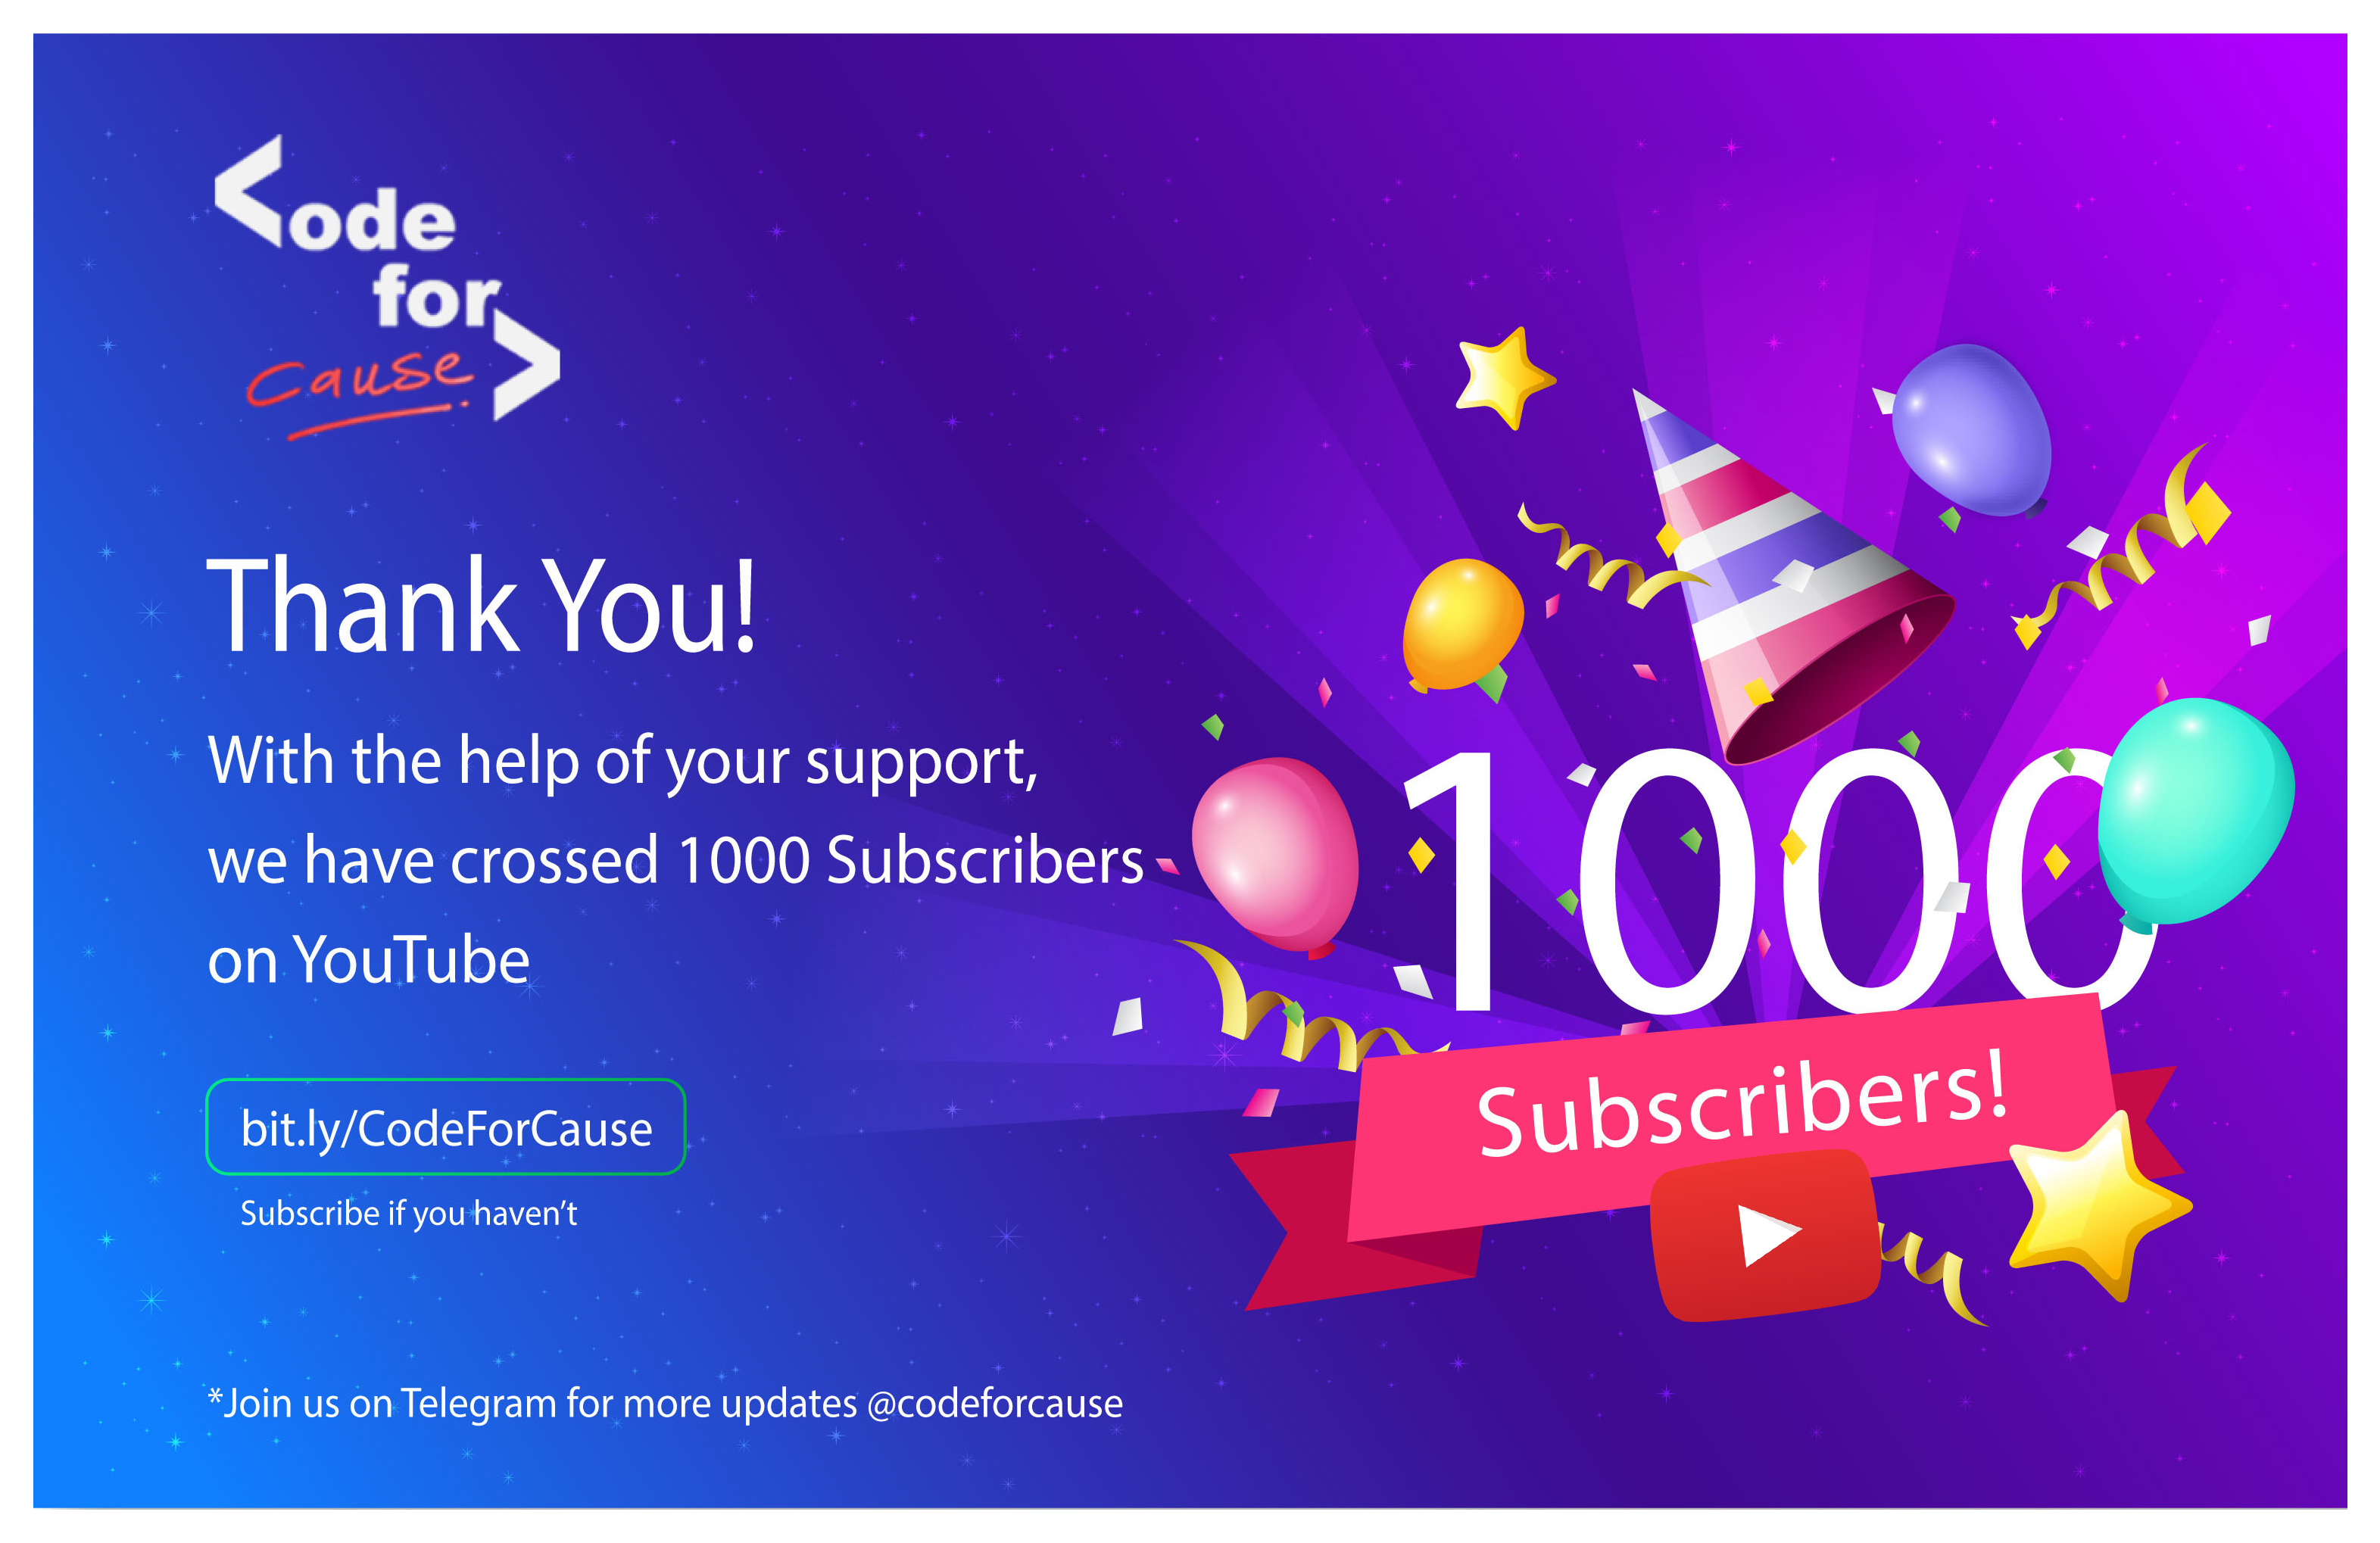 <ode
for>
Cause
Thank You!
With the help of your support,
we have crossed 1000 Subscribers
on YouTube
bit.ly/CodeForCause
Subscribe if you haven't
*Join us on Telegram for more updates @codeforcause
1000
Subscribers!